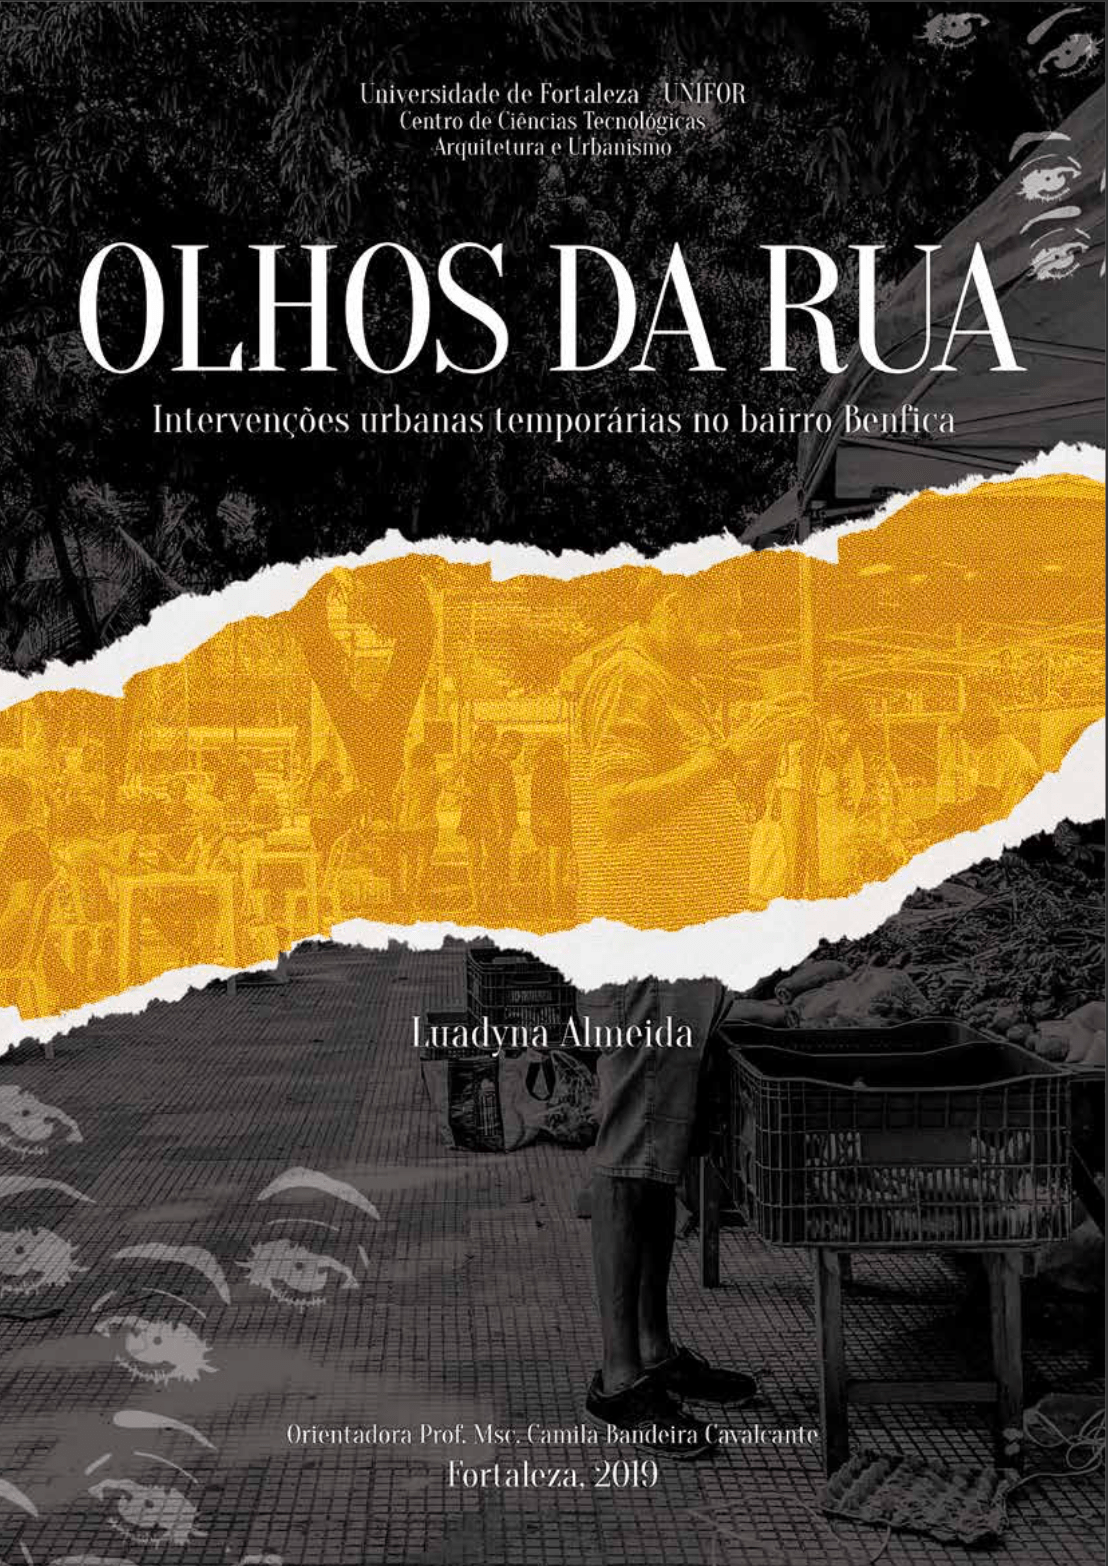 Universidade de Fortaleza - UNIFOR
Centro de Ciências Tecnológicas
Arquitetura e Urbanismo
OLHOS DA RUA
Intervenções urbanas temporárias no bairro Benfica
Luadyna Almeida
Orientadora Prof. Msc. Camila Bandeira Cavalcante
Fortaleza, 2019